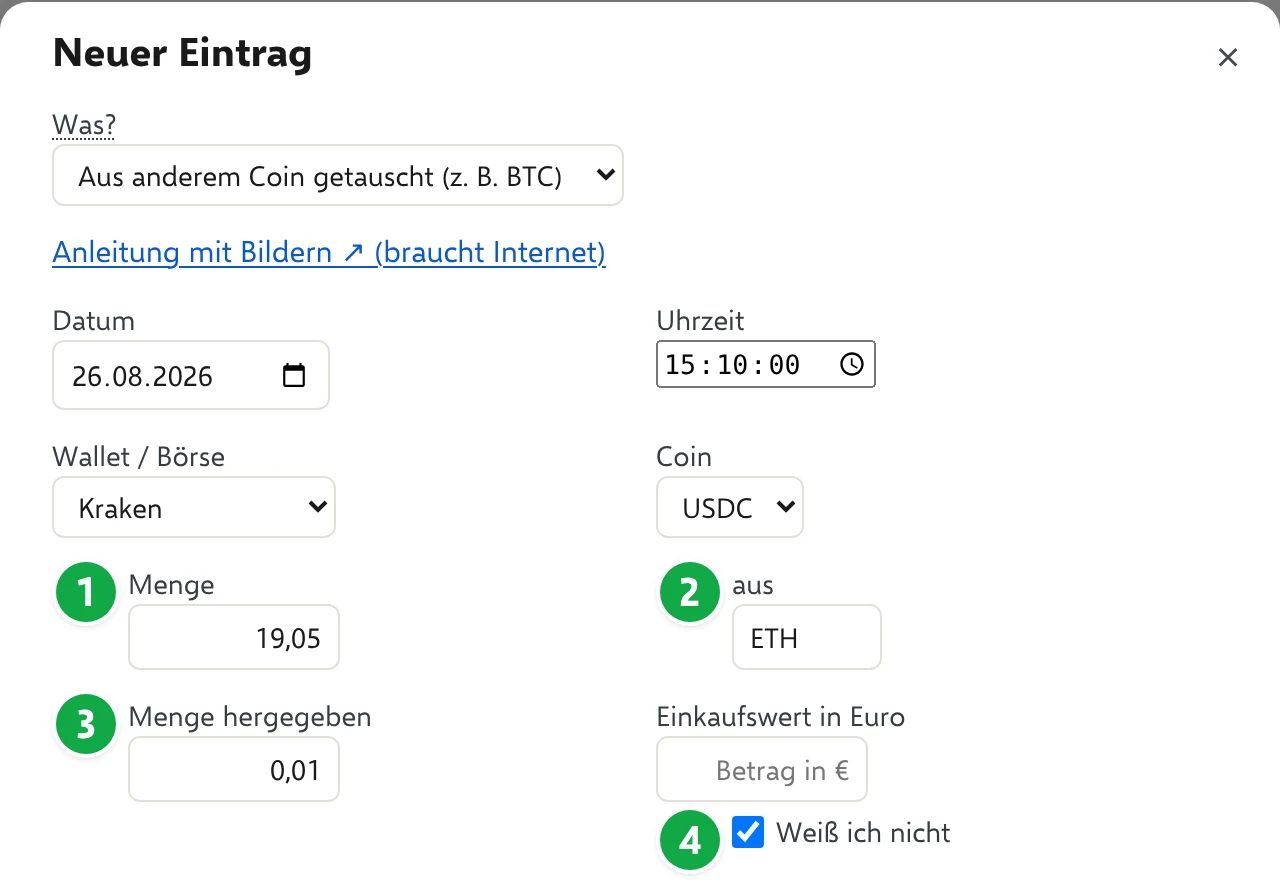 Neuer Eintrag
Was?
Aus anderem Coin getauscht (z. B. BTC)
Anleitung mit Bildern ↗ (braucht Internet)
Datum
Uhrzeit
26.08.2026
15:10:00
Wallet / Börse
Coin
Kraken
USDC
1 Menge
2 aus
19,05
ETH
3 Menge hergegeben
Einkaufswert in Euro
0,01
Betrag in €
4 Weiß ich nicht